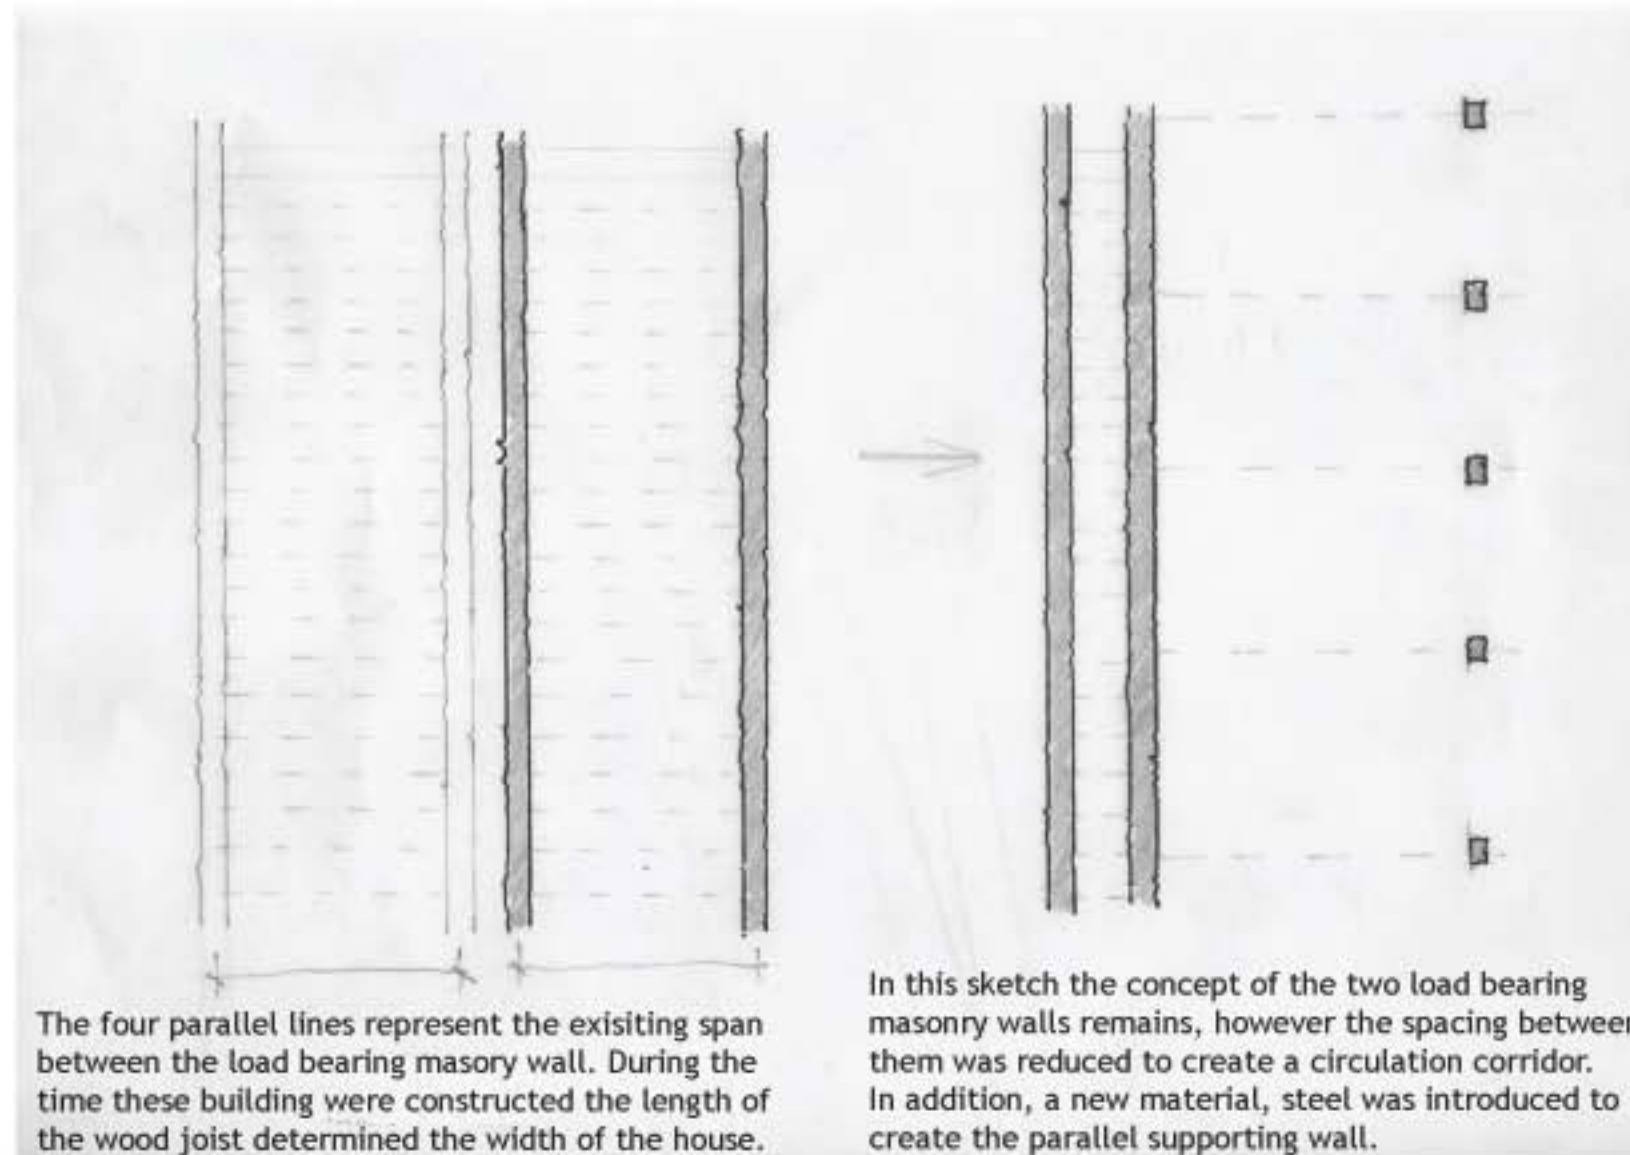 The four parallel lines represent the exisiting span
between the load bearing masory wall. During the
time these building were constructed the length of
the wood joist determined the width of the house.
In this sketch the concept of the two load bearing
masonry walls remains, however the spacing between
them was reduced to create a circulation corridor.
In addition, a new material, steel was introduced to
create the parallel supporting wall.